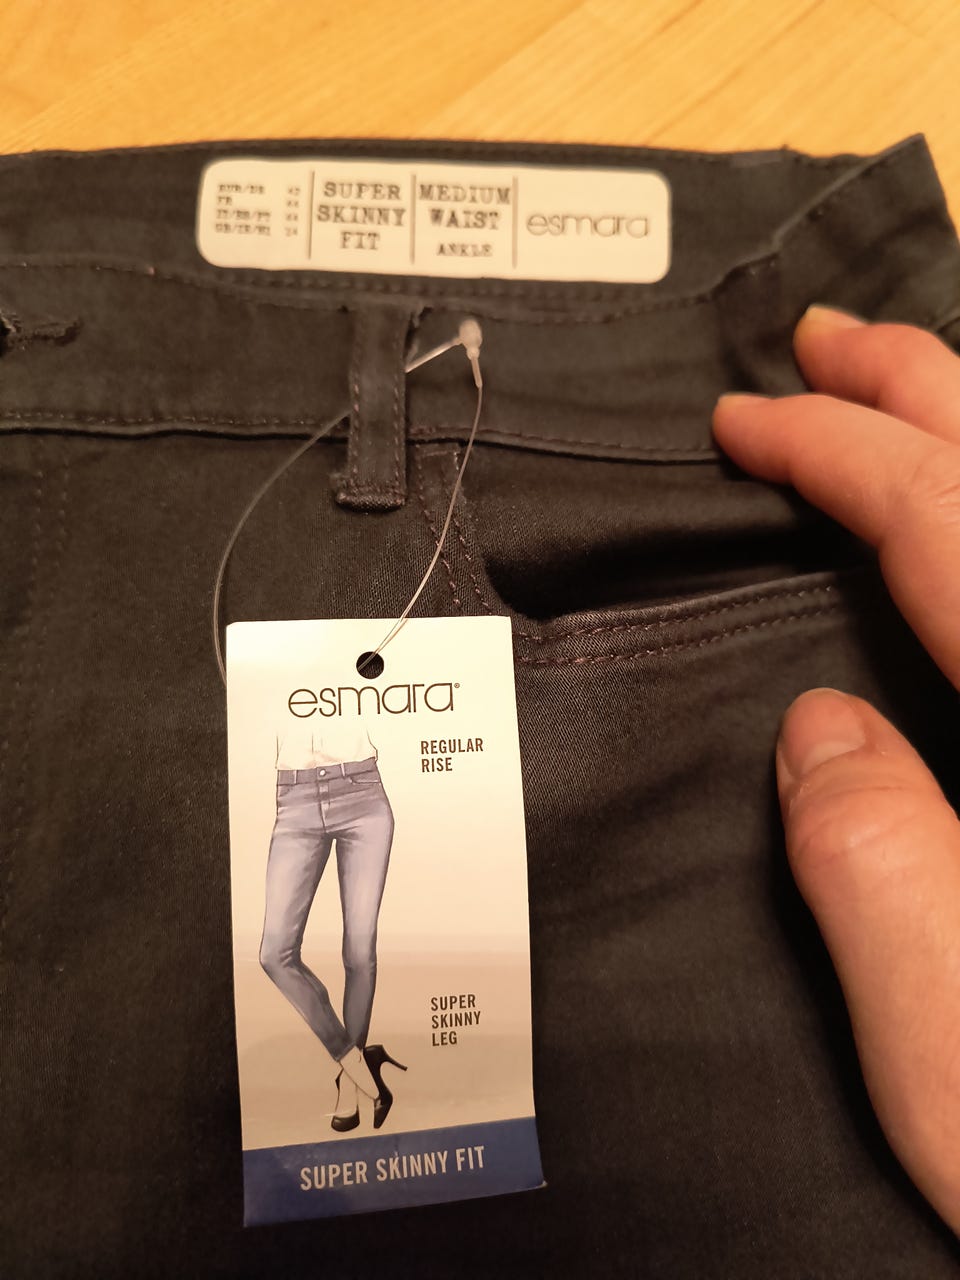 SUPER
SKINNY
FIT
MEDIUM
WAIST
ANKLE
esmara
esmara®
REGULAR
RISE
SUPER
SKINNY
LEG
SUPER SKINNY FIT